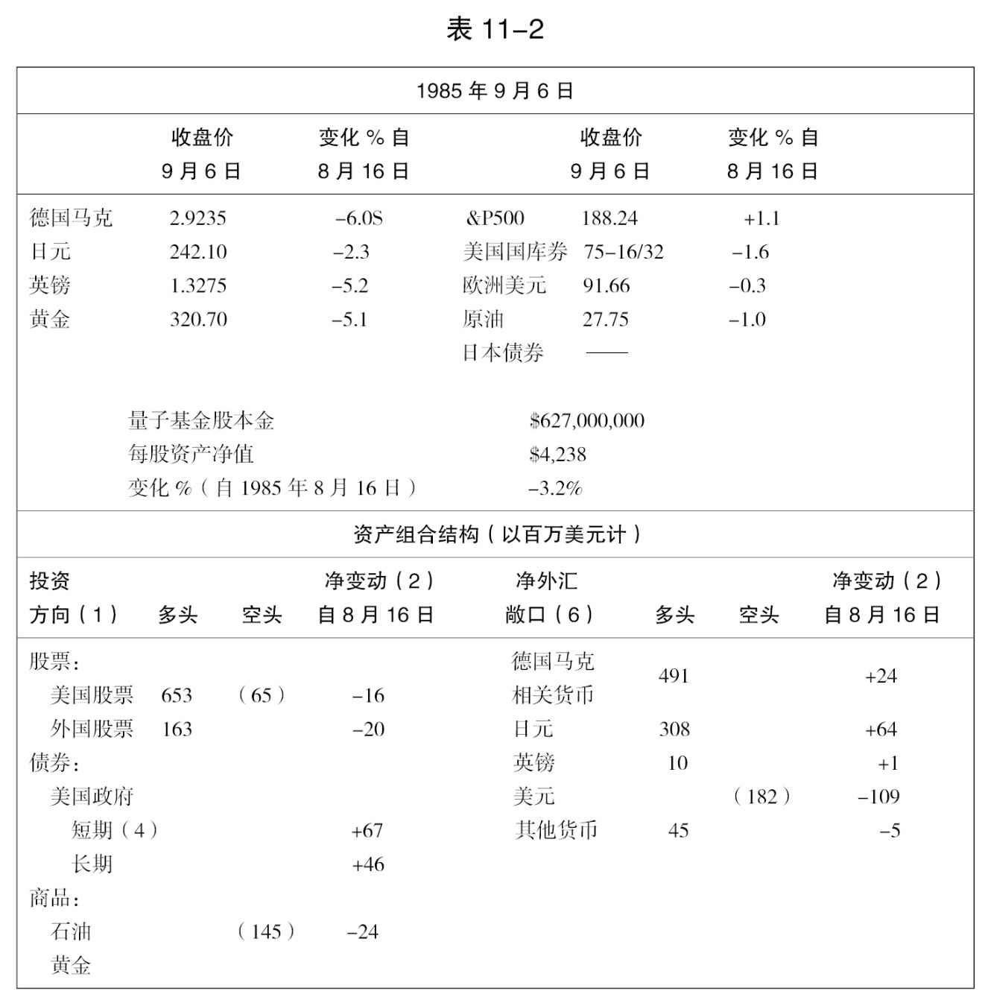 表 11–2
1985 年 9 月 6 日
收盘价 变化 % 自 收盘价 变化 % 自
9 月 6 日 8 月 16 日 9 月 6 日 8 月 16 日
德国马克 2.9235 –6.0S &P500 188.24 +1.1
日元 242.10 –2.3 美国国库券 75–16/32 –1.6
英镑 1.3275 –5.2 欧洲美元 91.66 –0.3
黄金 320.70 –5.1 原油 27.75 –1.0
日本债券 ——
量子基金股本金 $627,000,000
每股资产净值 $4,238
变化 %（自 1985 年 8 月 16 日） –3.2%
资产组合结构（以百万美元计）
投资 净变动（2） 净外汇 净变动（2）
方向（1） 多头 空头 自 8 月 16 日 敞口（6） 多头 空头 自 8 月 16 日
股票： 德国马克 491 +24
美国股票 653 （65） –16 相关货币
外国股票 163 –20 日元 308 +64
债券： 英镑 10 +1
美国政府 美元 （182） –109
短期（4） +67 其他货币 45 –5
长期 +46
商品：
石油 （145） –24
黄金